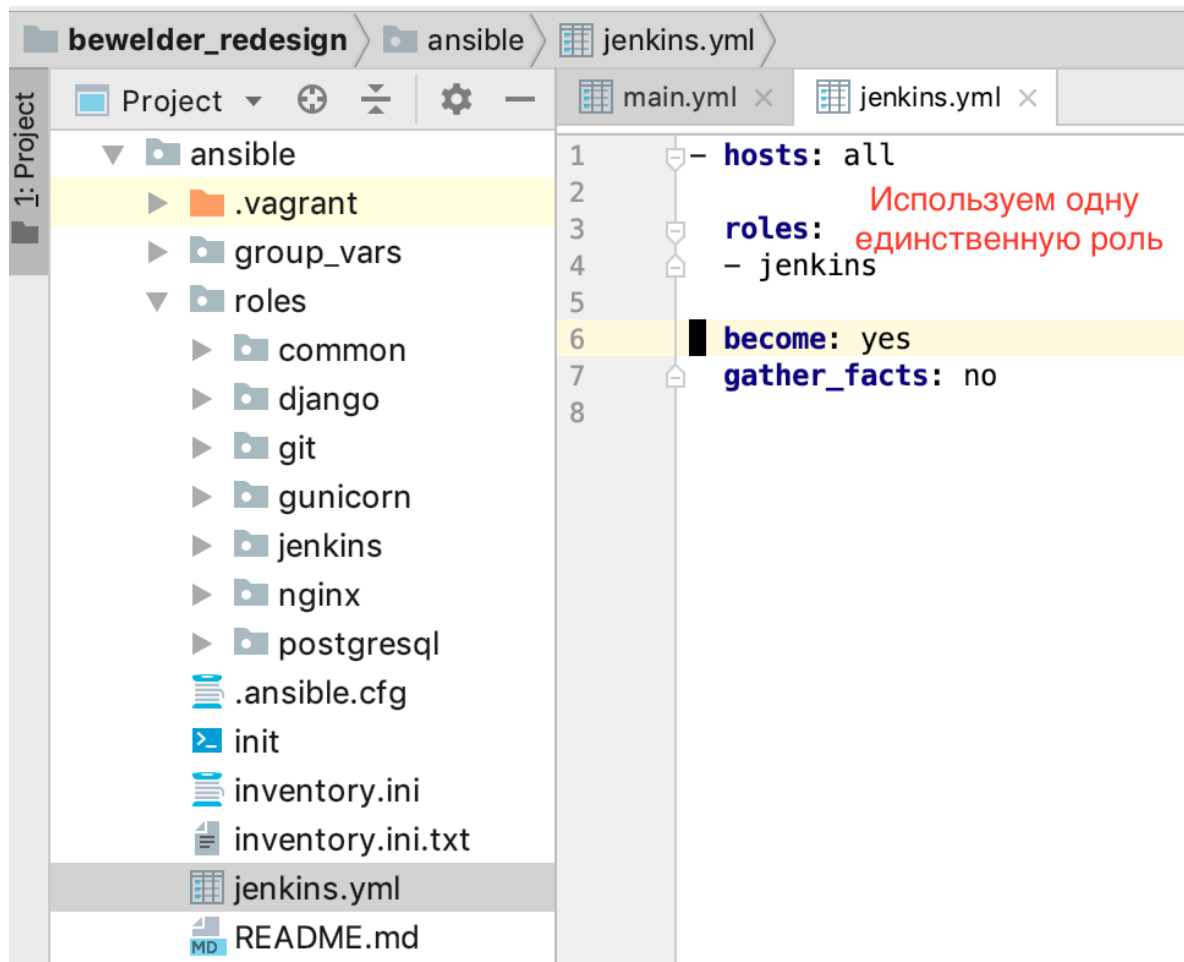 bewelder_redesign ansible jenkins.yml
1: Project
Project
ansible
.vagrant
group_vars
roles
common
django
git
gunicorn
jenkins
nginx
postgresql
.ansible.cfg
init
inventory.ini
inventory.ini.txt
jenkins.yml
MD README.md
main.yml jenkins.yml
1 - hosts: all
2
3 roles:
4 - jenkins
5
6 become: yes
7 gather_facts: no
8
Используем одну
единственную роль